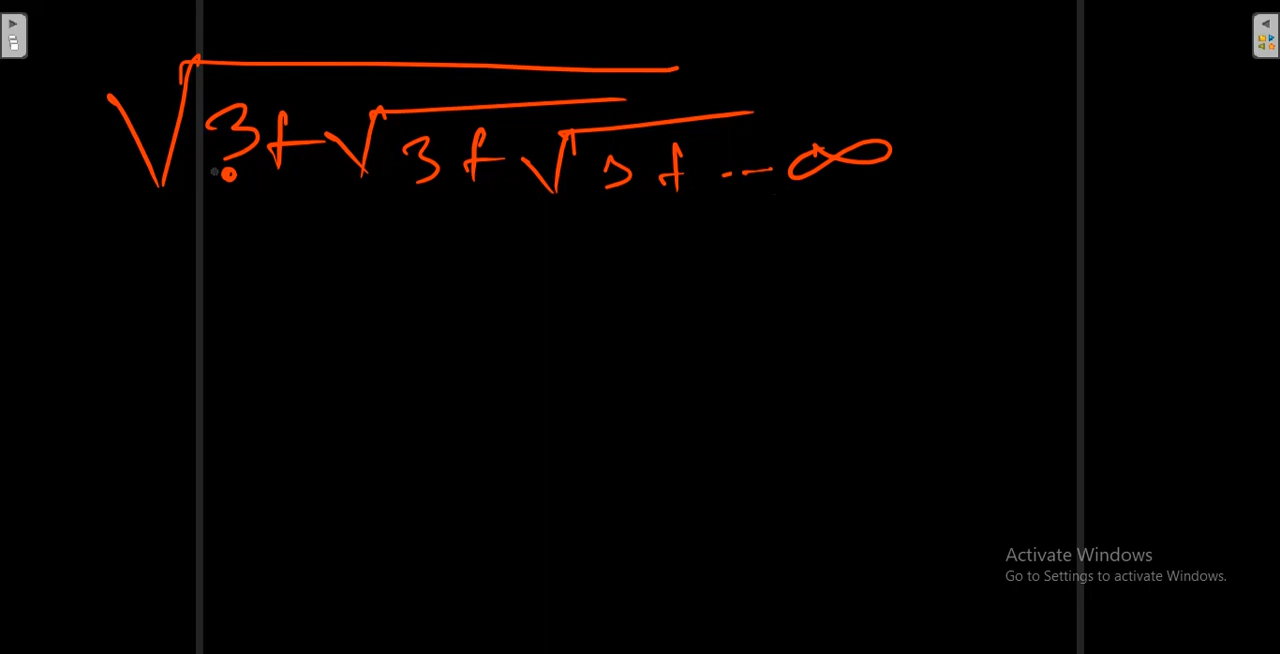 √3+√3+√3+...∞
Activate Windows
Go to Settings to activate Windows.